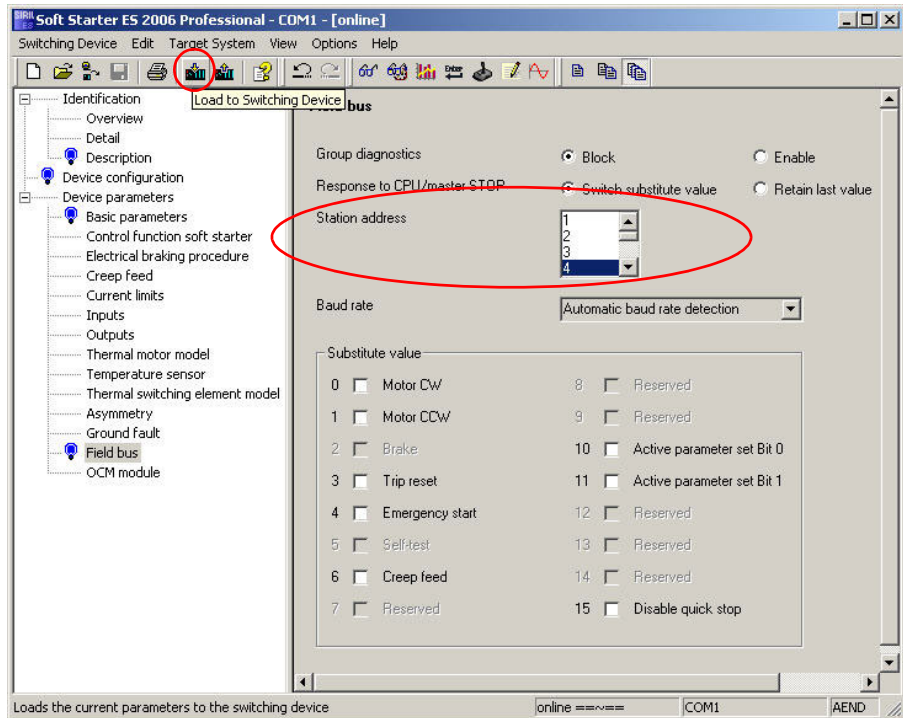 Soft Starter ES 2006 Professional - COM1 - [online]
Switching Device Edit Target System View Options Help
Load to Switching Device
Identification
Overview
Detail
Description
Device configuration
Device parameters
Basic parameters
Control function soft starter
Electrical braking procedure
Creep feed
Current limits
Inputs
Outputs
Thermal motor model
Temperature sensor
Thermal switching element model
Asymmetry
Ground fault
Field bus
OCM module
bus
Group diagnostics Block Enable
Response to CPU/master STOP Switch substitute value Retain last value
Station address
1
2
3
4
Baud rate Automatic baud rate detection
Substitute value
0 Motor CW 8 Reserved
1 Motor CCW 9 Reserved
2 Brake 10 Active parameter set Bit 0
3 Trip reset 11 Active parameter set Bit 1
4 Emergency start 12 Reserved
5 Self-test 13 Reserved
6 Creep feed 14 Reserved
7 Reserved 15 Disable quick stop
Loads the current parameters to the switching device online ==~== COM1 AEND